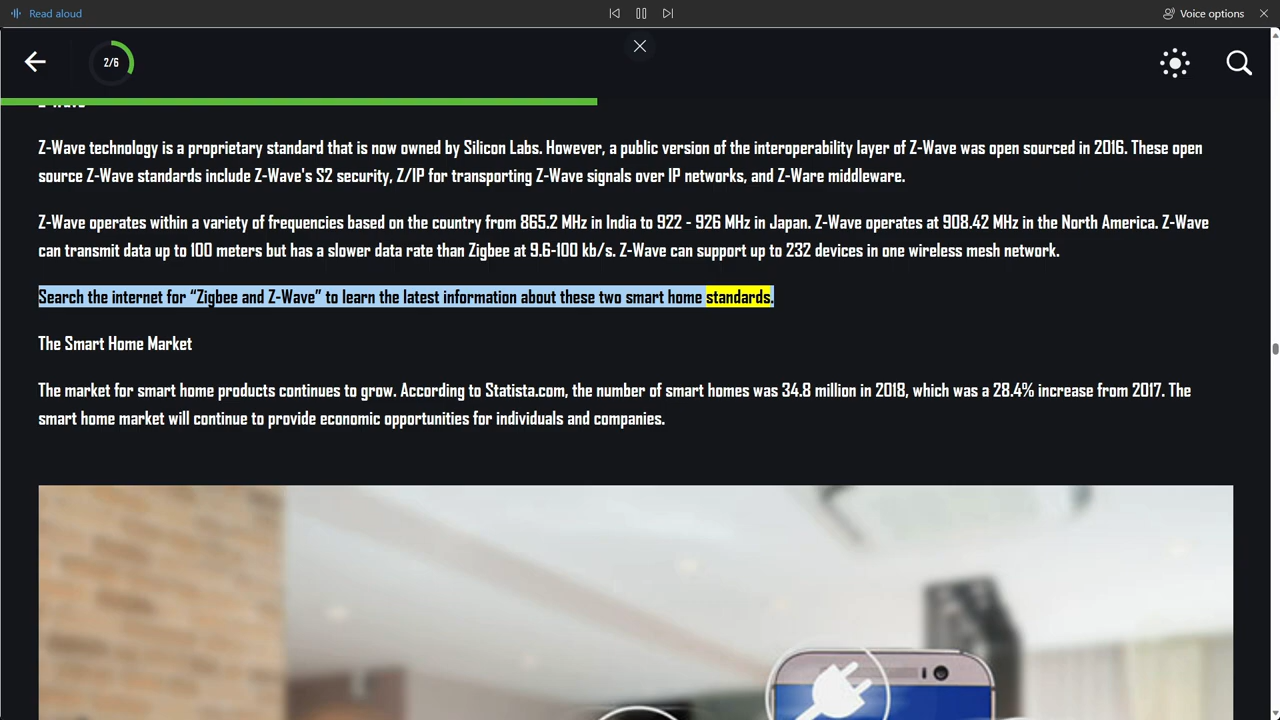 Read aloud
Voice options
2/6
Z-Wave
Z-Wave technology is a proprietary standard that is now owned by Silicon Labs. However, a public version of the interoperability layer of Z-Wave was open sourced in 2016. These open
source Z-Wave standards include Z-Wave's S2 security, Z/IP for transporting Z-Wave signals over IP networks, and Z-Ware middleware.
Z-Wave operates within a variety of frequencies based on the country from 865.2 MHz in India to 922 - 926 MHz in Japan. Z-Wave operates at 908.42 MHz in the North America. Z-Wave
can transmit data up to 100 meters but has a slower data rate than Zigbee at 9.6-100 kb/s. Z-Wave can support up to 232 devices in one wireless mesh network.
Search the internet for “Zigbee and Z-Wave” to learn the latest information about these two smart home standards.
The Smart Home Market
The market for smart home products continues to grow. According to Statista.com, the number of smart homes was 34.8 million in 2018, which was a 28.4% increase from 2017. The
smart home market will continue to provide economic opportunities for individuals and companies.